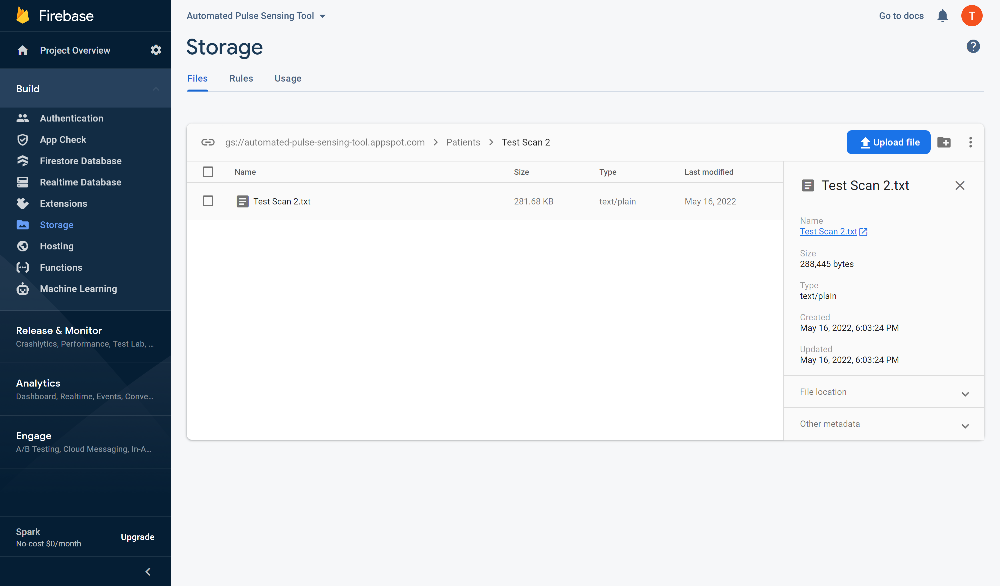 Firebase
Project Overview
Build
Authentication
App Check
Firestore Database
Realtime Database
Extensions
Storage
Hosting
Functions
Machine Learning
Release & Monitor
Crashlytics, Performance, Test Lab, ...
Analytics
Dashboard, Realtime, Events, Conve...
Engage
A/B Testing, Cloud Messaging, In-A...
Spark
No-cost $0/month
Upgrade
Automated Pulse Sensing Tool
Go to docs
T
Storage
?
Files Rules Usage
gs://automated-pulse-sensing-tool.appspot.com > Patients > Test Scan 2
Upload file
Name Size Type Last modified
Test Scan 2.txt 281.68 KB text/plain May 16, 2022
Test Scan 2.txt
Name
Test Scan 2.txt
Size
288,445 bytes
Type
text/plain
Created
May 16, 2022, 6:03:24 PM
Updated
May 16, 2022, 6:03:24 PM
File location
Other metadata